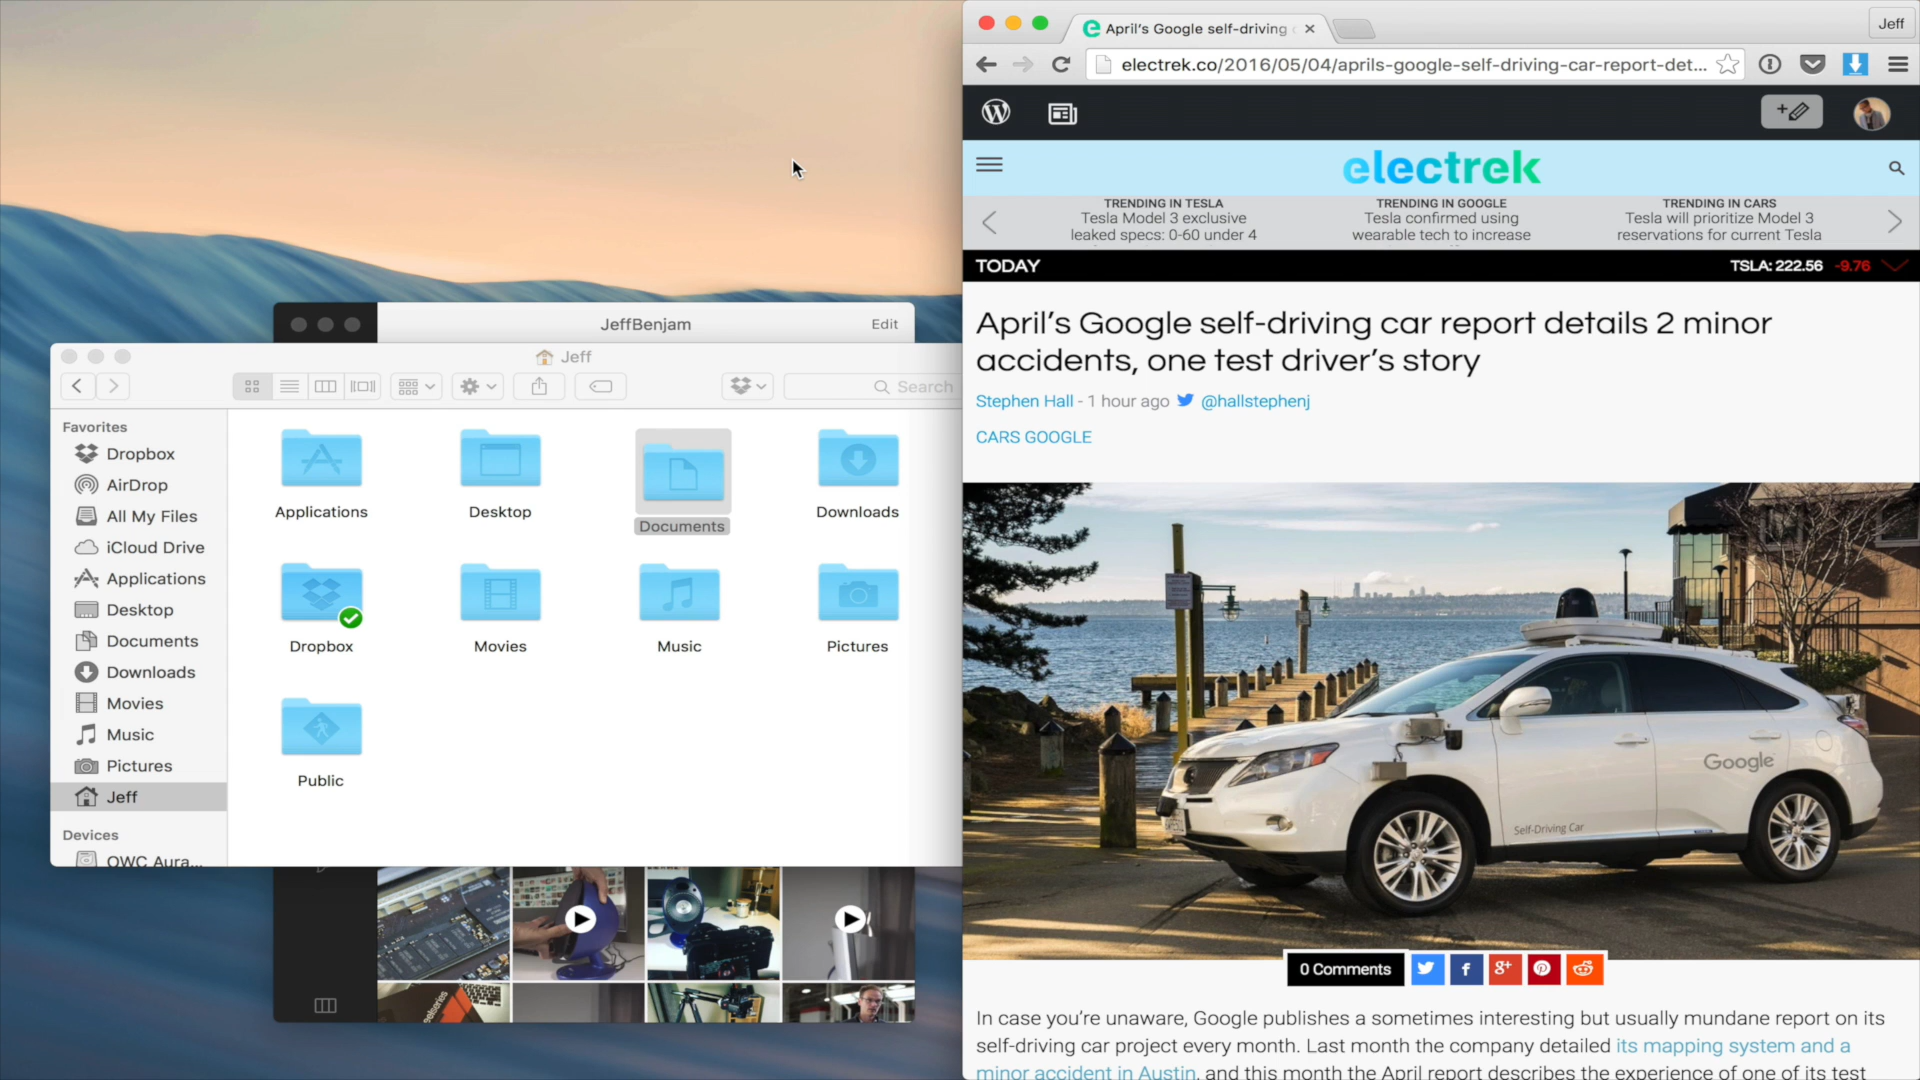 JeffBenjam
Edit
Jeff
Search
Favorites
Dropbox
AirDrop
All My Files
iCloud Drive
Applications
Desktop
Documents
Downloads
Movies
Music
Pictures
Jeff
Devices
OWC Aura...
Applications
Desktop
Documents
Downloads
Dropbox
Movies
Music
Pictures
Public
April's Google self-driving
Jeff
electrek.co/2016/05/04/aprils-google-self-driving-car-report-det...
electrek
TRENDING IN TESLA
Tesla Model 3 exclusive
leaked specs: 0-60 under 4
TRENDING IN GOOGLE
Tesla confirmed using
wearable tech to increase
TRENDING IN CARS
Tesla will prioritize Model 3
reservations for current Tesla
TODAY
TSLA: 222.56 -9.76
April's Google self-driving car report details 2 minor
accidents, one test driver's story
Stephen Hall - 1 hour ago @hallstephenj
CARS GOOGLE
Google
Self-Driving Car
0 Comments
In case you're unaware, Google publishes a sometimes interesting but usually mundane report on its
self-driving car project every month. Last month the company detailed its mapping system and a
minor accident in Austin, and this month the April report describes the experience of one of its test